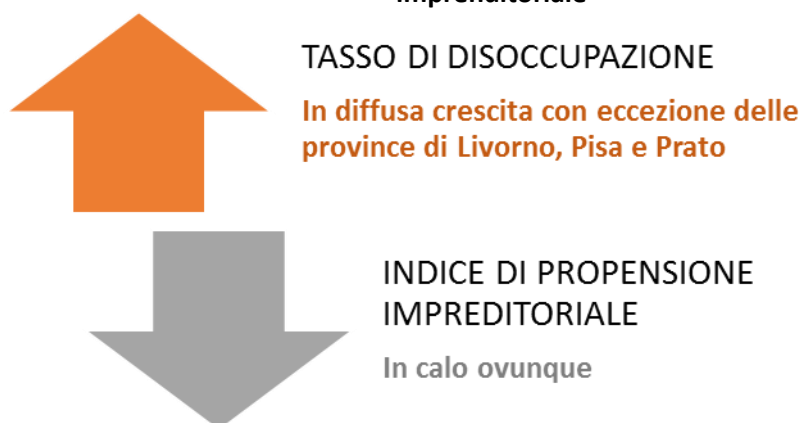 imprenditoriale
TASSO DI DISOCCUPAZIONE
In diffusa crescita con eccezione delle
province di Livorno, Pisa e Prato
INDICE DI PROPENSIONE
IMPREDITORIALE
In calo ovunque